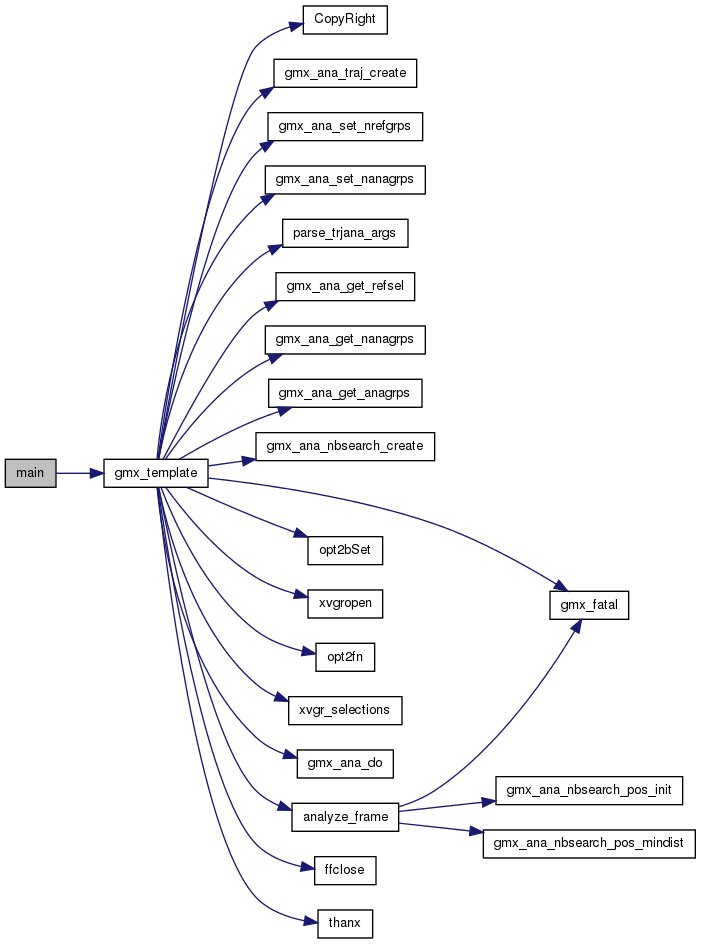 CopyRight
gmx_ana_traj_create
gmx_ana_set_nrefgrps
gmx_ana_set_nanagrps
parse_trjana_args
gmx_ana_get_refsel
gmx_ana_get_nanagrps
gmx_ana_get_anagrps
gmx_ana_nbsearch_create
main
gmx_template
opt2bSet
xvgropen
gmx_fatal
opt2fn
xvgr_selections
gmx_ana_do
gmx_ana_nbsearch_pos_init
analyze_frame
gmx_ana_nbsearch_pos_mindist
ffclose
thanx